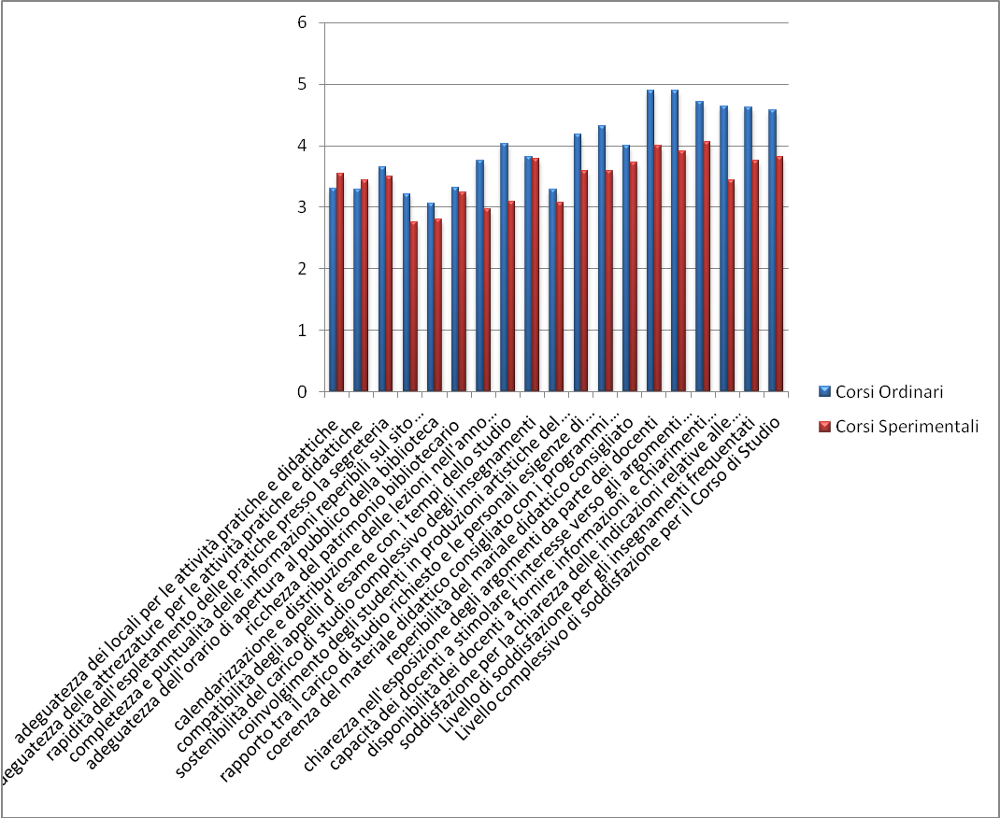 6
5
4
3
2
1
0
adeguatezza dei locali per le attività pratiche e didattiche
deguatezza delle attrezzature per le attività pratiche e didattiche
rapidità dell'espletamento delle pratiche presso la segreteria
completezza e puntualità delle informazioni reperibili sul sito...
adeguatezza dell'orario di apertura al pubblico della biblioteca
ricchezza del patrimonio bibliotecario
calendarizzazione e distribuzione delle lezioni nell'anno...
compatibilità degli appelli d' esame con i tempi dello studio
sostenibilità del carico di studio complessivo degli insegnamenti
coinvolgimento degli studenti in produzioni artistiche del...
rapporto tra il carico di studio richiesto e le personali esigenze di...
coerenza del materiale didattico consigliato con i programmi...
reperibilità del mariale didattico consigliato
chiarezza nell'esposizione degli argomenti da parte dei docenti
capacità dei docenti a stimolare l'interesse verso gli argomenti...
disponibilità dei docenti a fornire informazioni e chiarimenti...
soddisfazione per la chiarezza delle indicazioni relative alle...
Livello di soddisfazione per gli insegnamenti frequentati
Livello complessivo di soddisfazione per il Corso di Studio
Corsi Ordinari
Corsi Sperimentali